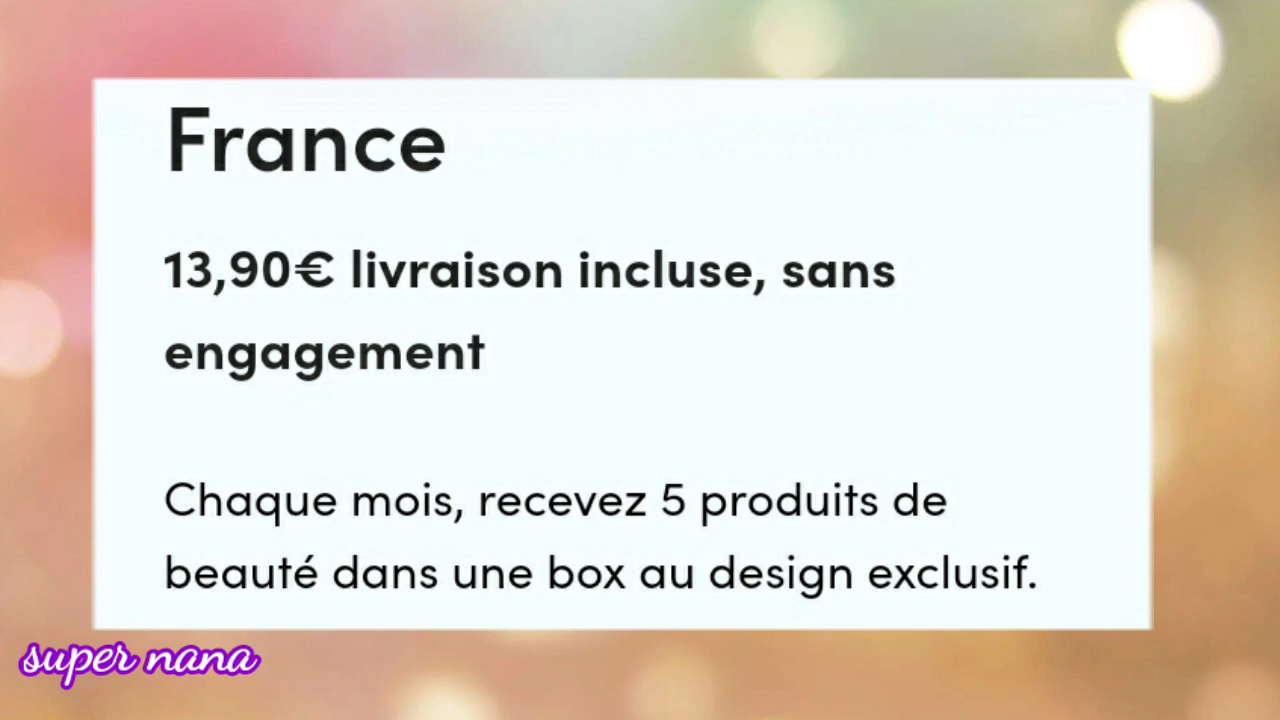 France
13,90€ livraison incluse, sans
engagement
Chaque mois, recevez 5 produits de
beauté dans une box au design exclusif.
super nana